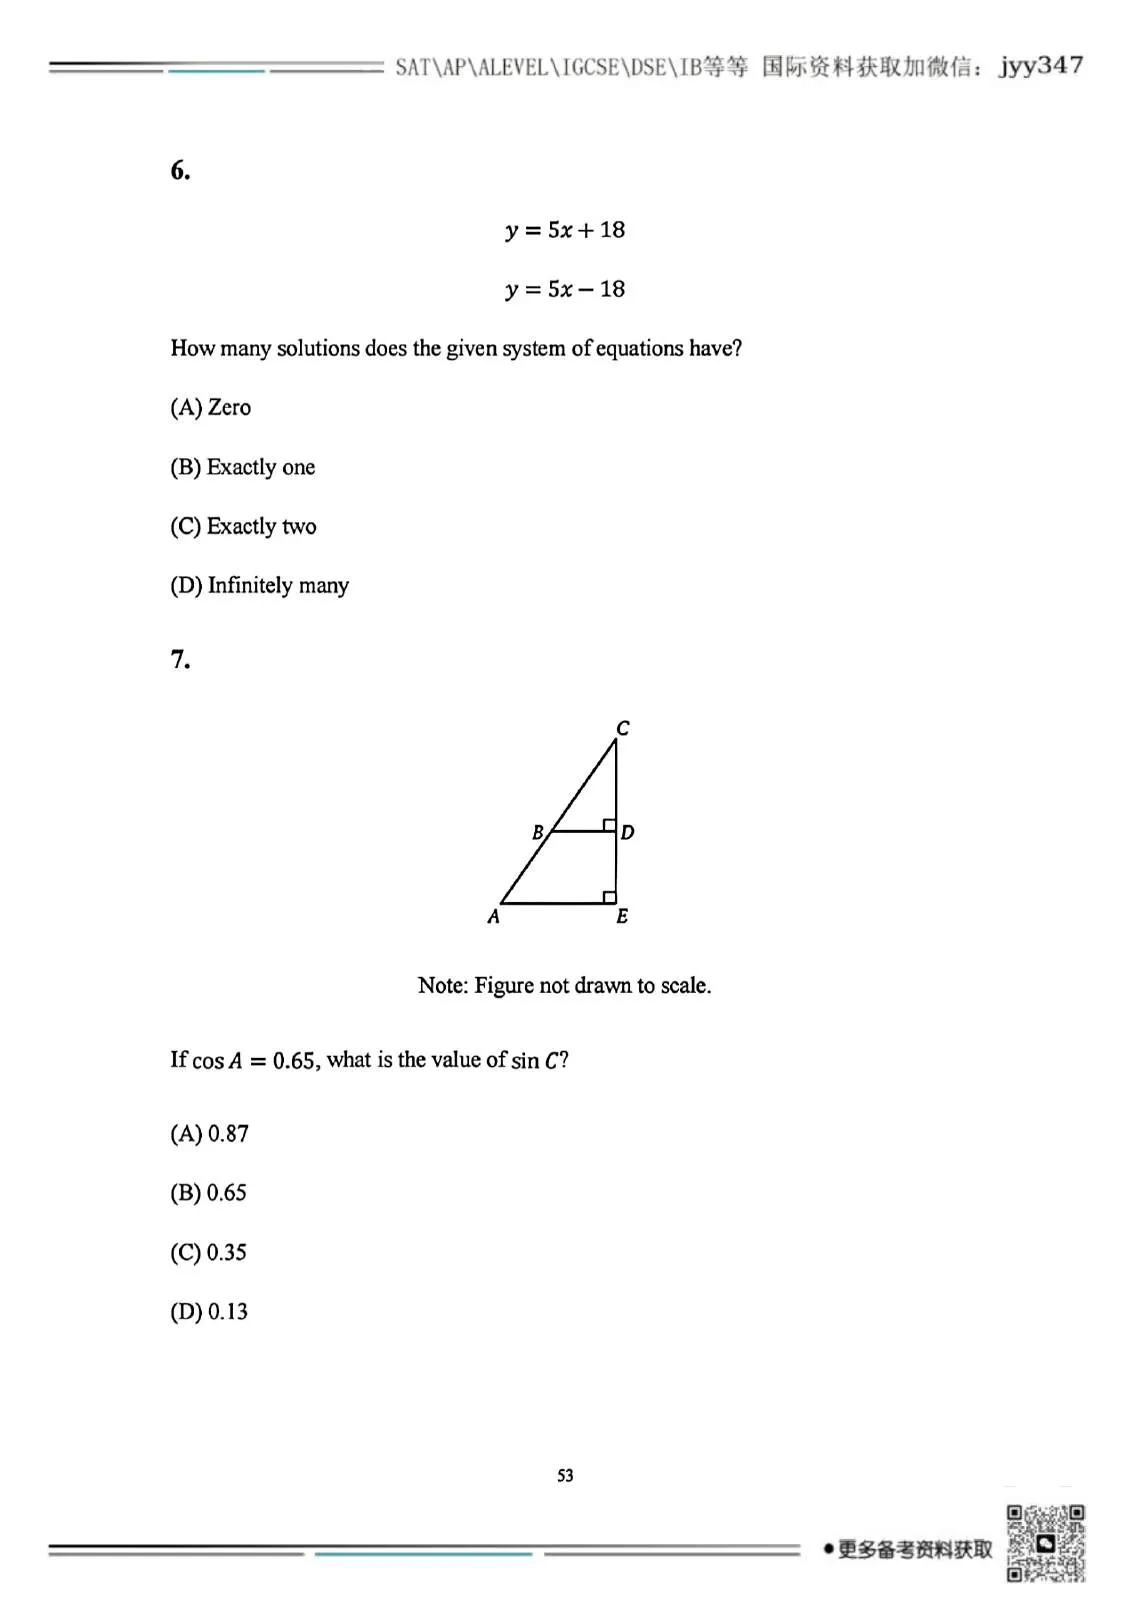 SAT\AP\ALEVEL\IGCSE\DSE\IB等等 国际资料获取加微信：jyy347
6.
y = 5x + 18
y = 5x − 18
How many solutions does the given system of equations have?
(A) Zero
(B) Exactly one
(C) Exactly two
(D) Infinitely many
7.
C
B
D
A
E
Note: Figure not drawn to scale.
If cos A = 0.65, what is the value of sin C?
(A) 0.87
(B) 0.65
(C) 0.35
(D) 0.13
53
●更多备考资料获取